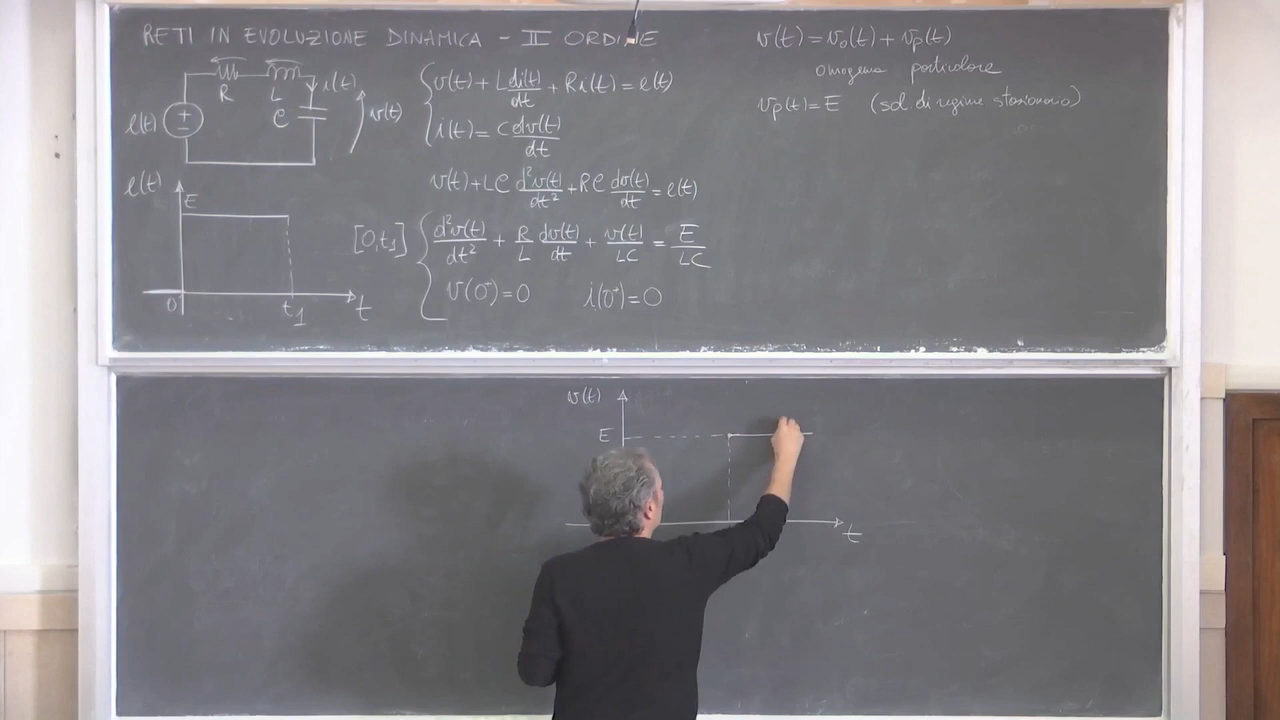 RETI IN EVOLUZIONE DINAMICA - II ORDINE
R
L
i(t)
C
v(t)
e(t)
+
−
e(t)
E
0
t1
t
{ v(t) + L di(t)/dt + Ri(t) = e(t)
i(t) = C dv(t)/dt
v(t) + LC d²v(t)/dt² + RC dv(t)/dt = e(t)
[0,t1] { d²v(t)/dt² + R/L dv(t)/dt + v(t)/LC = E/LC
v(0⁺)=0 i(0⁺)=0
v(t) = vo(t) + vp(t)
omogenea particolare
vp(t) = E (sol. di regime stazionario)
v(t)
E
t